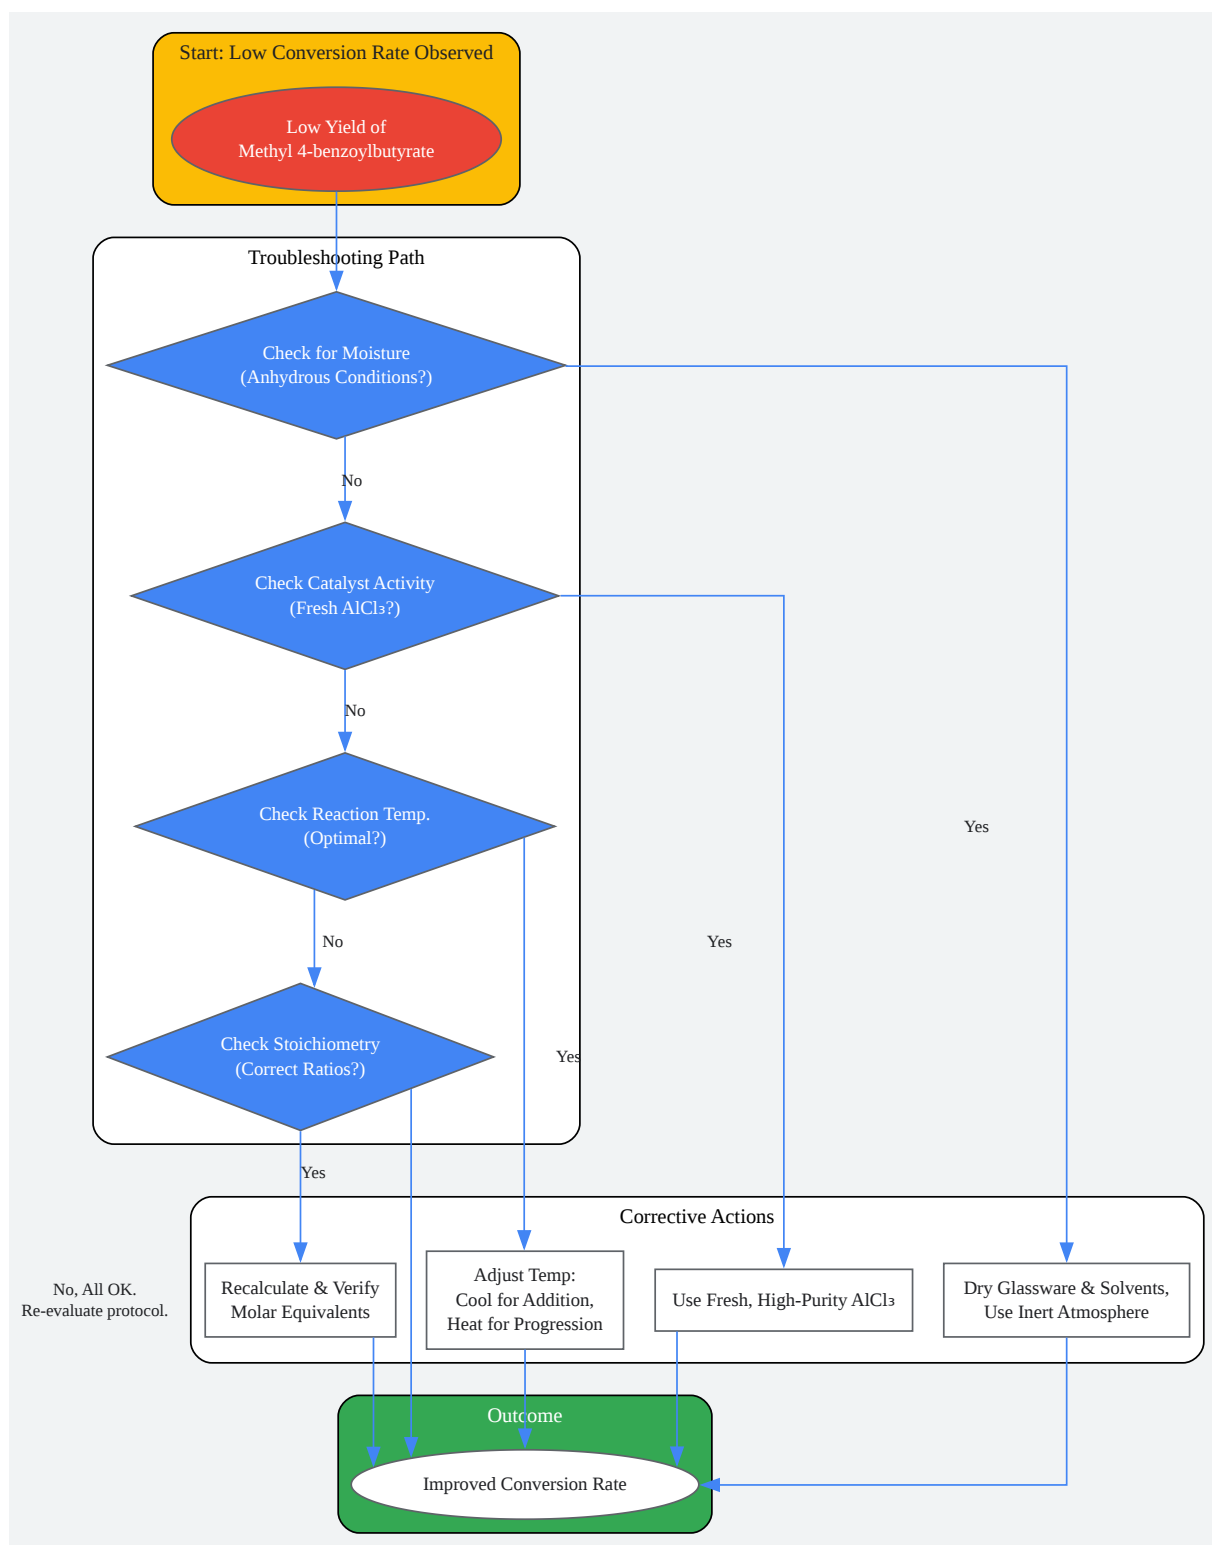 Start: Low Conversion Rate Observed
Low Yield of
Methyl 4-benzoylbutyrate
Troubleshooting Path
Check for Moisture
(Anhydrous Conditions?)
No
Check Catalyst Activity
(Fresh AlCl₃?)
No
Check Reaction Temp.
(Optimal?)
Yes
No
Yes
Check Stoichiometry
(Correct Ratios?)
Yes
Yes
Corrective Actions
No, All OK.
Re-evaluate protocol.
Recalculate & Verify
Molar Equivalents
Adjust Temp:
Cool for Addition,
Heat for Progression
Use Fresh, High-Purity AlCl₃
Dry Glassware & Solvents,
Use Inert Atmosphere
Outcome
Improved Conversion Rate